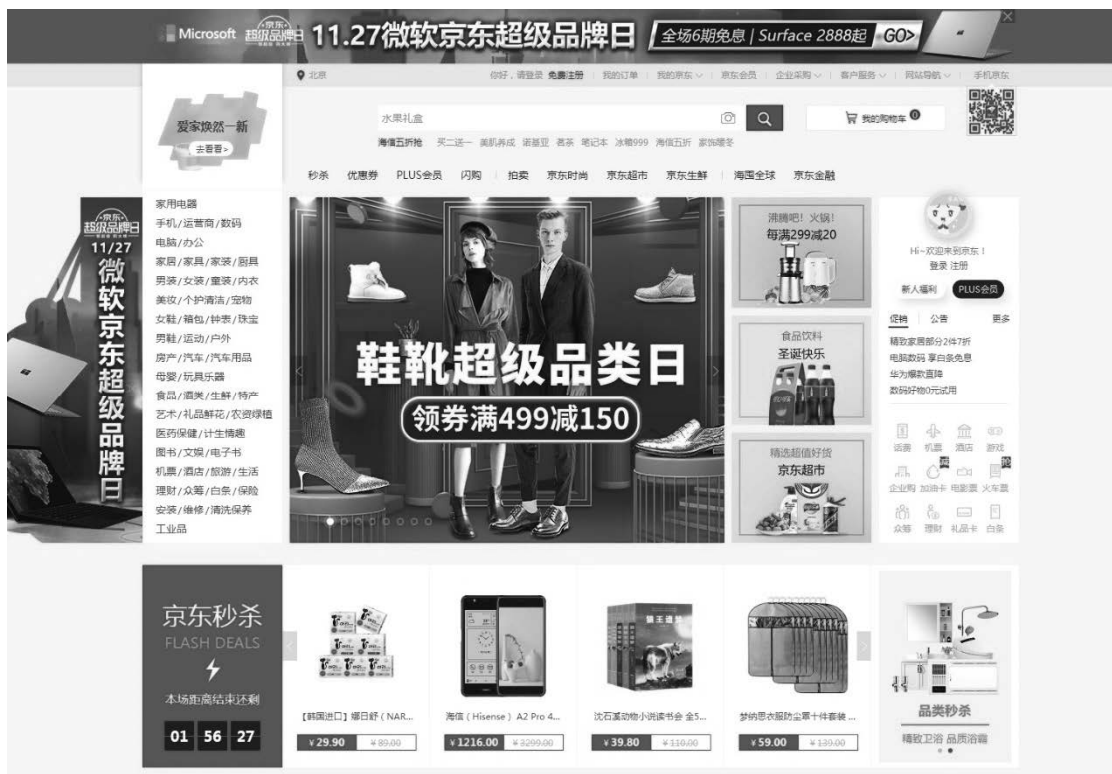 Microsoft 京东超级品牌日 11.27微软京东超级品牌日 全场6期免息 | Surface 2888起 GO>
北京 你好，请登录 免费注册 我的订单 我的京东 京东会员 企业采购 客户服务 网站导航 手机京东
爱家焕然一新
去看看>
水果礼盒
我的购物车 0
海信五折抢 买二送一 美肌养成 诺基亚 茗茶 笔记本 冰箱999 海信五折 家饰暖冬
秒杀 优惠券 PLUS会员 闪购 拍卖 京东时尚 京东超市 京东生鲜 海囤全球 京东金融
京东
超级品牌日
11/27
微软京东超级品牌日
家用电器
手机/运营商/数码
电脑/办公
家居/家具/家装/厨具
男装/女装/童装/内衣
美妆/个护清洁/宠物
女鞋/箱包/钟表/珠宝
男鞋/运动/户外
房产/汽车/汽车用品
母婴/玩具乐器
食品/酒类/生鲜/特产
艺术/礼品鲜花/农资绿植
医药保健/计生情趣
图书/文娱/电子书
机票/酒店/旅游/生活
理财/众筹/白条/保险
安装/维修/清洗保养
工业品
鞋靴超级品类日
领券满499减150
沸腾吧！火锅！
每满299减20
食品饮料
圣诞快乐
精选超值好货
京东超市
Hi~欢迎来到京东！
登录 注册
新人福利 PLUS会员
促销 公告 更多
精致家居部分2件7折
电脑数码 享白条免息
华为爆款直降
数码好物0元试用
话费 机票 酒店 游戏
企业购 加油卡 电影票 火车票
众筹 理财 礼品卡 白条
京东秒杀
FLASH DEALS
本场距离结束还剩
01 56 27
【韩国进口】娜日舒（NAR...
¥29.90 ¥89.00
海信（Hisense）A2 Pro 4...
¥1216.00 ¥3299.00
狼王迪梦
沈石溪动物小说读书会 全5...
¥39.80 ¥110.00
梦纳思衣服防尘罩十件套装 ...
¥59.00 ¥139.00
品类秒杀
精致卫浴 品质浴霸